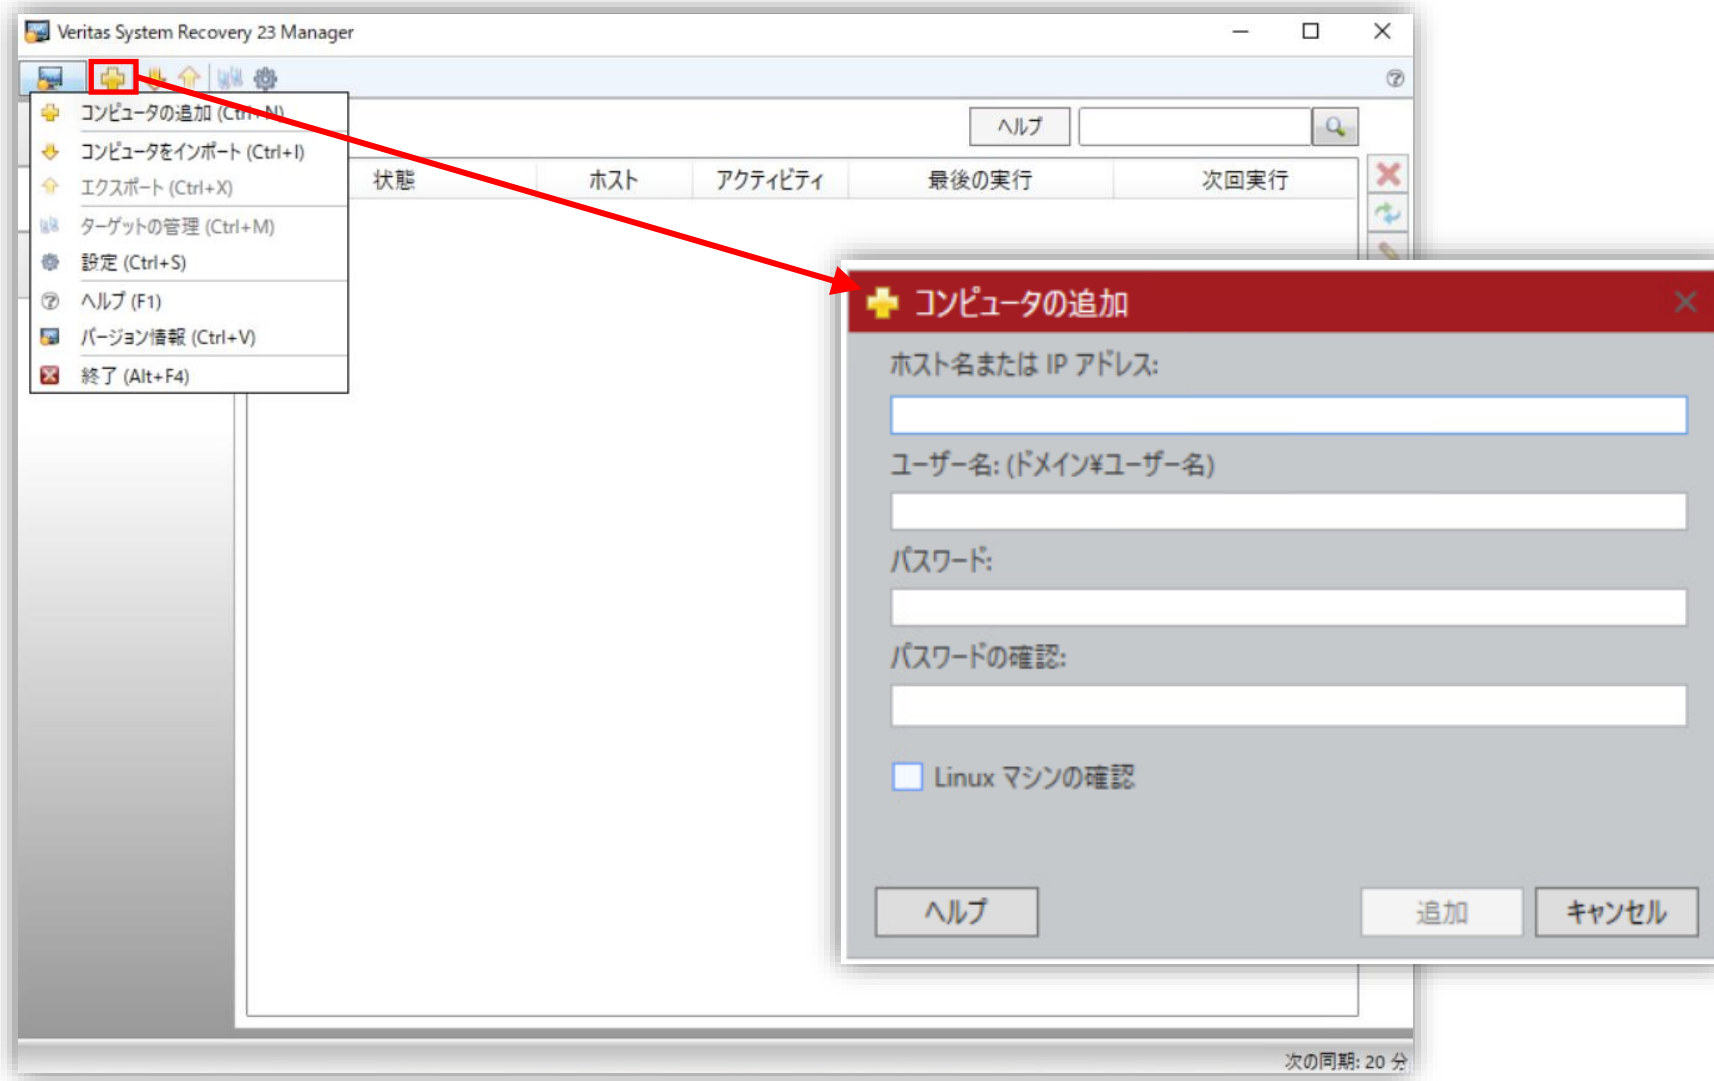 Veritas System Recovery 23 Manager
コンピュータの追加 (Ctrl+N)
コンピュータをインポート (Ctrl+I)
エクスポート (Ctrl+X)
ターゲットの管理 (Ctrl+M)
設定 (Ctrl+S)
ヘルプ (F1)
バージョン情報 (Ctrl+V)
終了 (Alt+F4)
ヘルプ
状態 ホスト アクティビティ 最後の実行 次回実行
コンピュータの追加
ホスト名または IP アドレス:
ユーザー名: (ドメイン¥ユーザー名)
パスワード:
パスワードの確認:
Linux マシンの確認
ヘルプ 追加 キャンセル
次の同期: 20 分